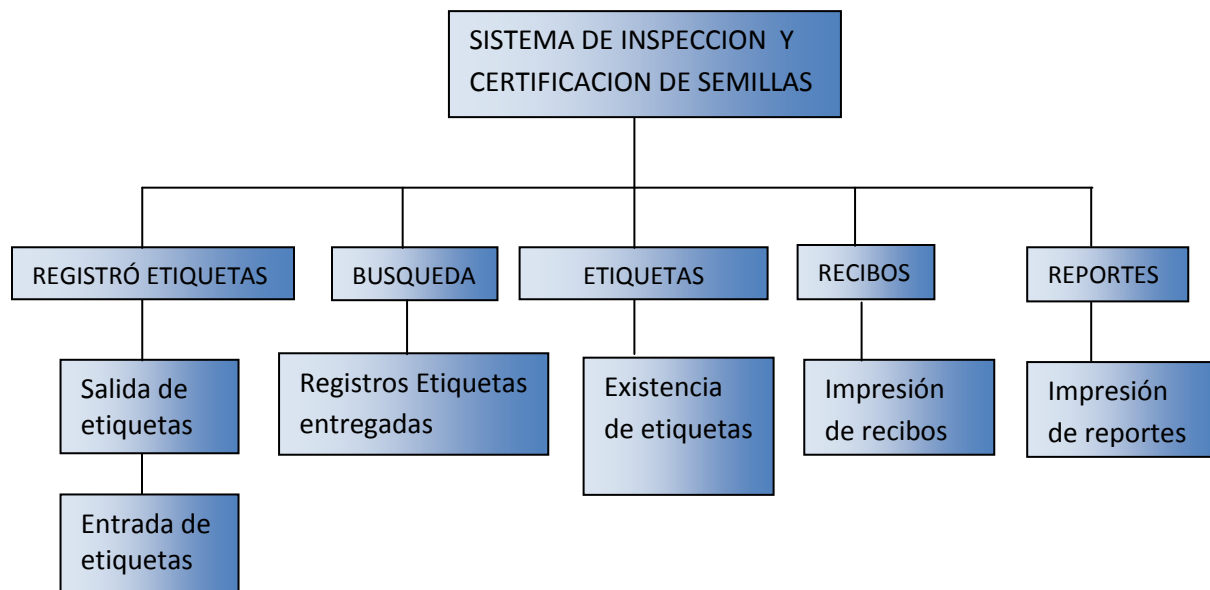 SISTEMA DE INSPECCION Y
CERTIFICACION DE SEMILLAS
REGISTRÓ ETIQUETAS
BUSQUEDA
ETIQUETAS
RECIBOS
REPORTES
Salida de
etiquetas
Registros Etiquetas
entregadas
Existencia
de etiquetas
Impresión
de recibos
Impresión
de reportes
Entrada de
etiquetas